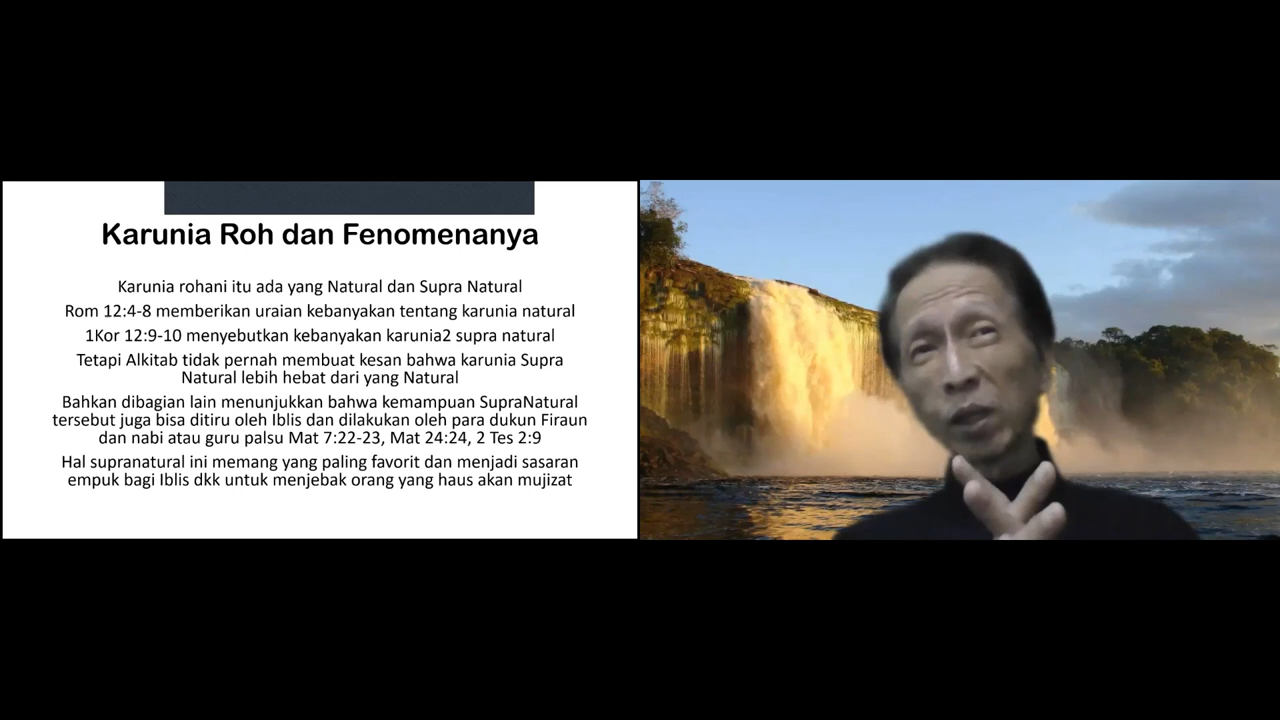 Karunia Roh dan Fenomenanya
Karunia rohani itu ada yang Natural dan Supra Natural
Rom 12:4-8 memberikan uraian kebanyakan tentang karunia natural
1Kor 12:9-10 menyebutkan kebanyakan karunia2 supra natural
Tetapi Alkitab tidak pernah membuat kesan bahwa karunia Supra
Natural lebih hebat dari yang Natural
Bahkan dibagian lain menunjukkan bahwa kemampuan SupraNatural
tersebut juga bisa ditiru oleh Iblis dan dilakukan oleh para dukun Firaun
dan nabi atau guru palsu Mat 7:22-23, Mat 24:24, 2 Tes 2:9
Hal supranatural ini memang yang paling favorit dan menjadi sasaran
empuk bagi Iblis dkk untuk menjebak orang yang haus akan mujizat